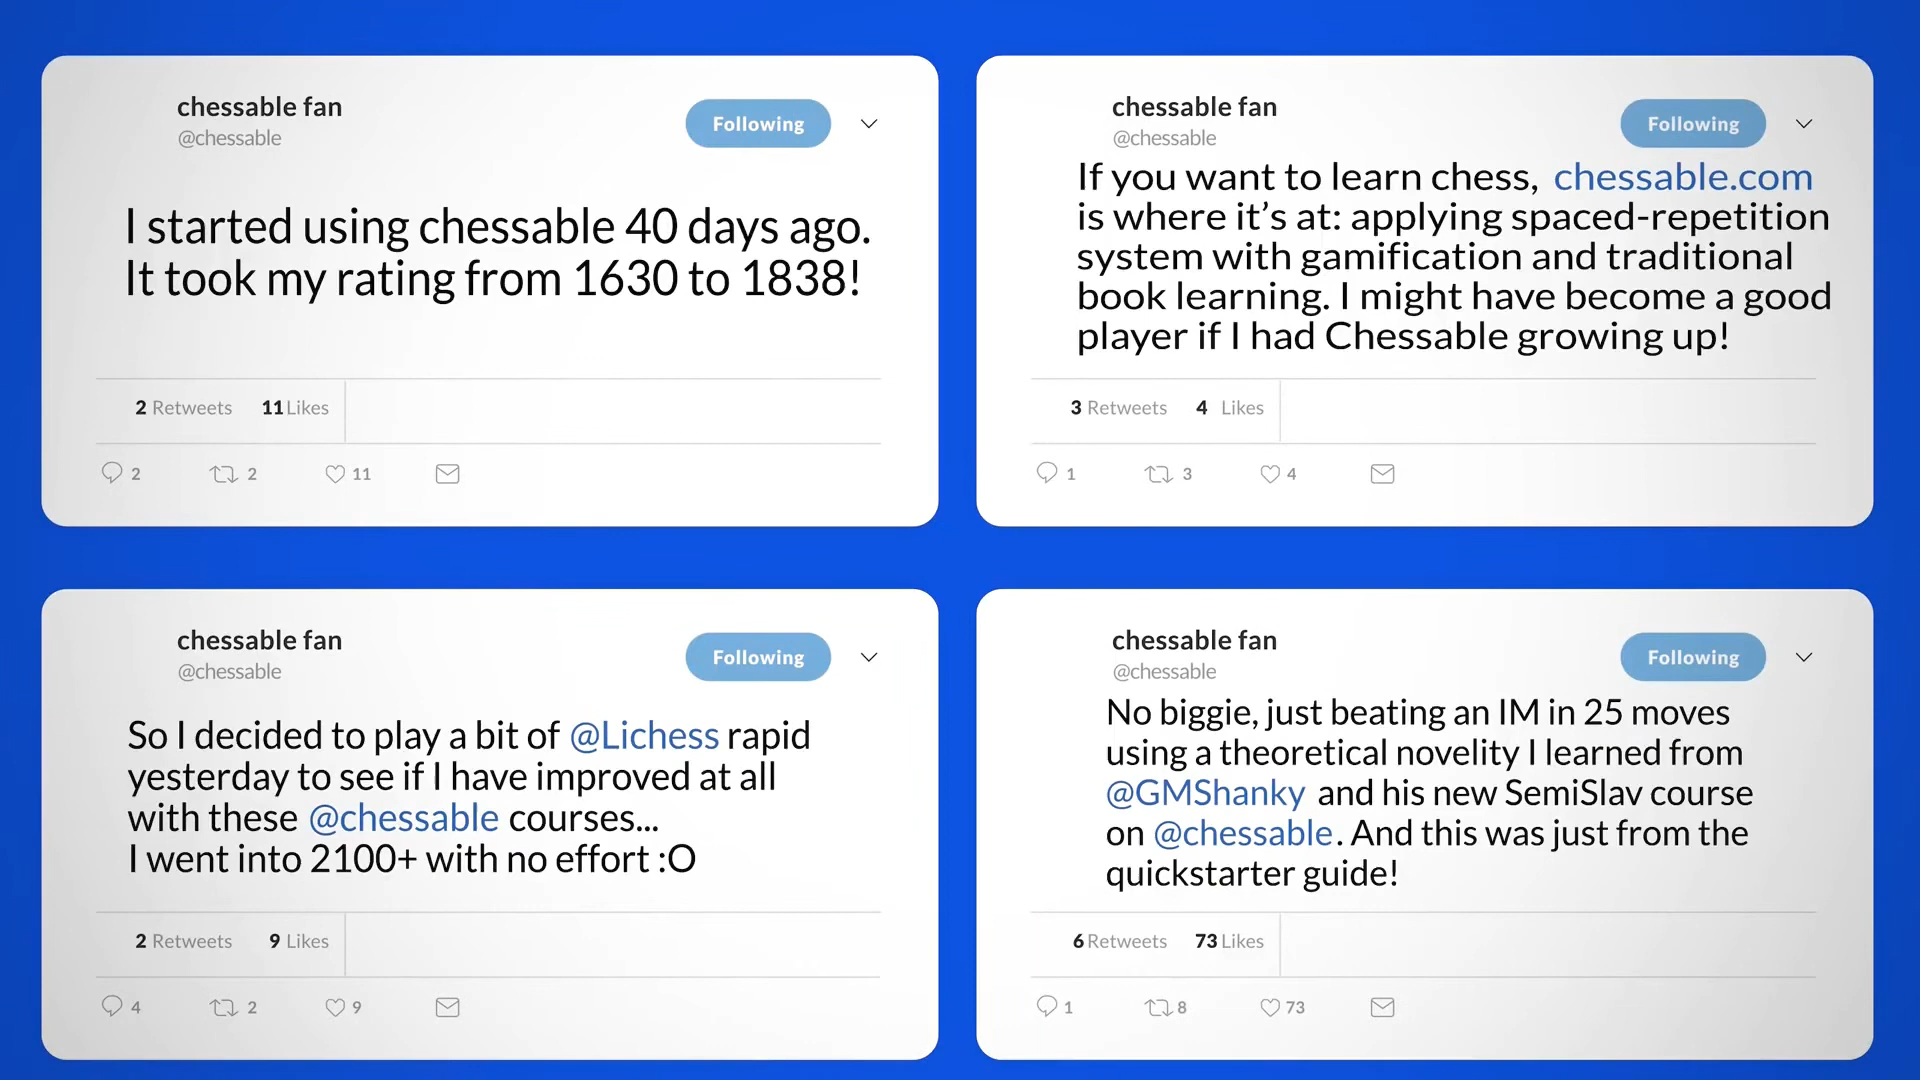 chessable fan
@chessable
Following
I started using chessable 40 days ago.
It took my rating from 1630 to 1838!
2 Retweets 11 Likes
2 2 11
chessable fan
@chessable
Following
If you want to learn chess, chessable.com
is where it’s at: applying spaced-repetition
system with gamification and traditional
book learning. I might have become a good
player if I had Chessable growing up!
3 Retweets 4 Likes
1 3 4
chessable fan
@chessable
Following
So I decided to play a bit of @Lichess rapid
yesterday to see if I have improved at all
with these @chessable courses...
I went into 2100+ with no effort :O
2 Retweets 9 Likes
4 2 9
chessable fan
@chessable
Following
No biggie, just beating an IM in 25 moves
using a theoretical novelity I learned from
@GMShanky and his new SemiSlav course
on @chessable. And this was just from the
quickstarter guide!
6 Retweets 73 Likes
1 8 73